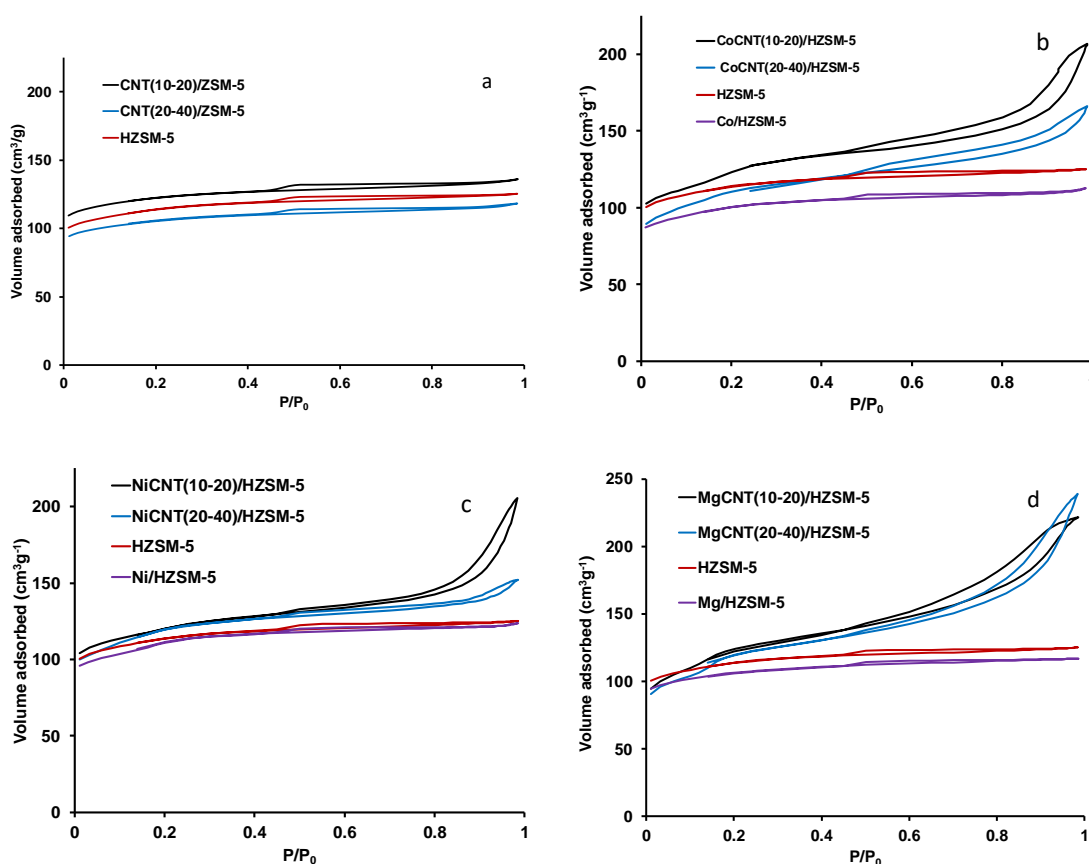 a
CNT(10-20)/ZSM-5
CNT(20-40)/ZSM-5
HZSM-5
Volume adsorbed (cm³/g)
200
150
100
50
0
0 0.2 0.4 0.6 0.8 1
P/P₀
b
CoCNT(10-20)/HZSM-5
CoCNT(20-40)/HZSM-5
HZSM-5
Co/HZSM-5
Volume adsorbed (cm³g⁻¹)
200
150
100
50
0
0 0.2 0.4 0.6 0.8 1
P/P₀
c
NiCNT(10-20)/HZSM-5
NiCNT(20-40)/HZSM-5
HZSM-5
Ni/HZSM-5
Volume adsorbed (cm³g⁻¹)
200
150
100
50
0
0 0.2 0.4 0.6 0.8 1
P/P₀
d
MgCNT(10-20)/HZSM-5
MgCNT(20-40)/HZSM-5
HZSM-5
Mg/HZSM-5
Volume adsorbed (cm³g⁻¹)
250
200
150
100
50
0
0 0.2 0.4 0.6 0.8 1
P/P₀